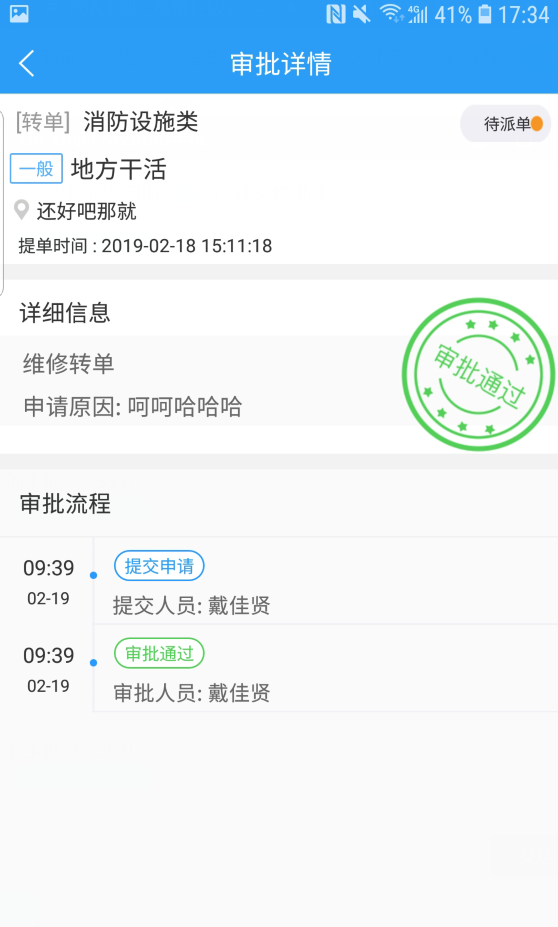 4G 41% 17:34
审批详情
[转单] 消防设施类 待派单
一般 地方干活
还好吧那就
提单时间 : 2019-02-18 15:11:18
详细信息
维修转单
申请原因: 呵呵哈哈哈
审批通过
审批流程
09:39 提交申请
02-19 提交人员: 戴佳贤
09:39 审批通过
02-19 审批人员: 戴佳贤